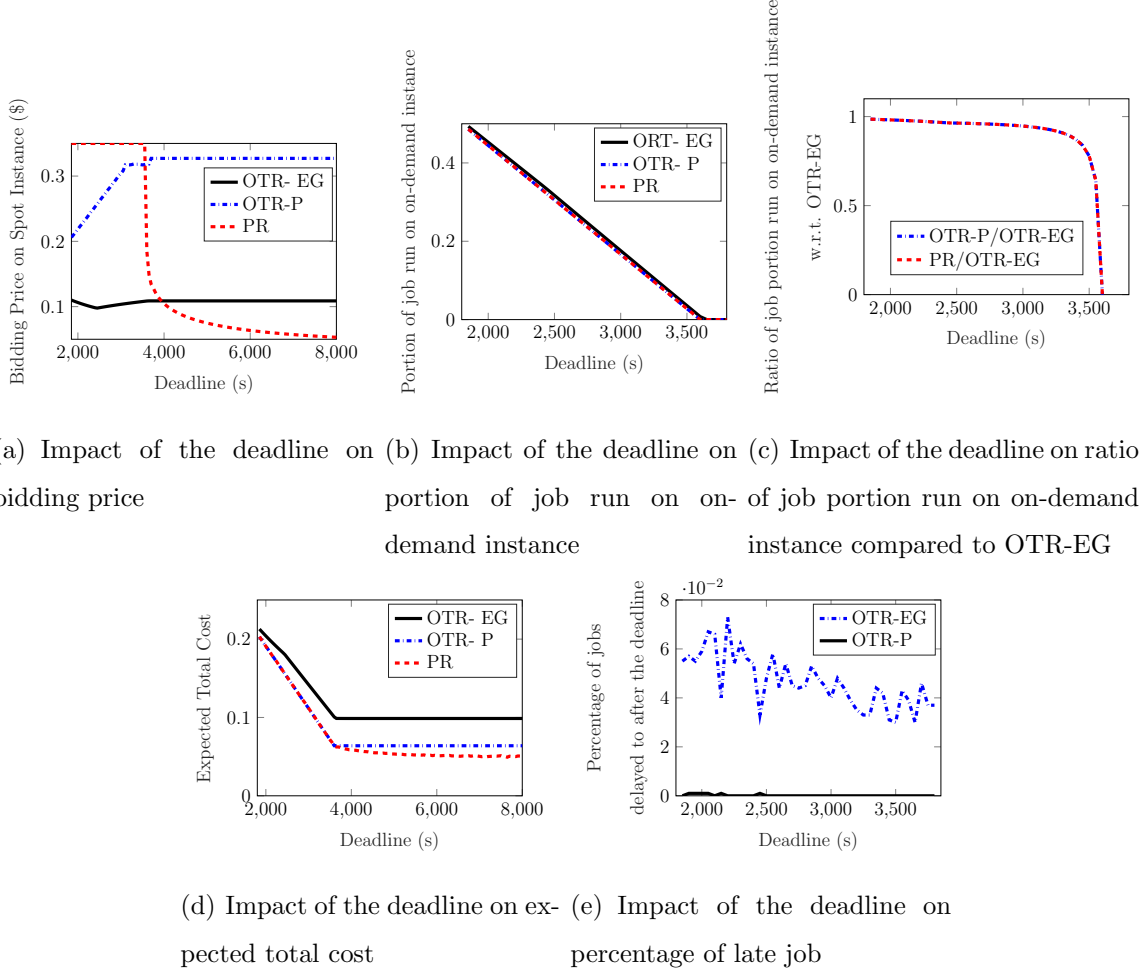 Bidding Price on Spot Instance ($)
0.3
0.2
0.1
2,000 4,000 6,000 8,000
Deadline (s)
OTR- EG
OTR-P
PR
Portion of job run on on-demand instance
0.4
0.2
0
2,000 2,500 3,000 3,500
Deadline (s)
ORT- EG
OTR- P
PR
Ratio of job portion run on on-demand instance
w.r.t. OTR-EG
1
0.5
0
2,000 2,500 3,000 3,500
Deadline (s)
OTR-P/OTR-EG
PR/OTR-EG
a) Impact of the deadline on
bidding price
(b) Impact of the deadline on
portion of job run on on-
demand instance
(c) Impact of the deadline on ratio
of job portion run on on-demand
instance compared to OTR-EG
Expected Total Cost
0.2
0.1
0
2,000 4,000 6,000 8,000
Deadline (s)
OTR- EG
OTR- P
PR
Percentage of jobs
delayed to after the deadline
·10−2
8
6
4
2
0
2,000 2,500 3,000 3,500
Deadline (s)
OTR-EG
OTR-P
(d) Impact of the deadline on ex-
pected total cost
(e) Impact of the deadline on
percentage of late job